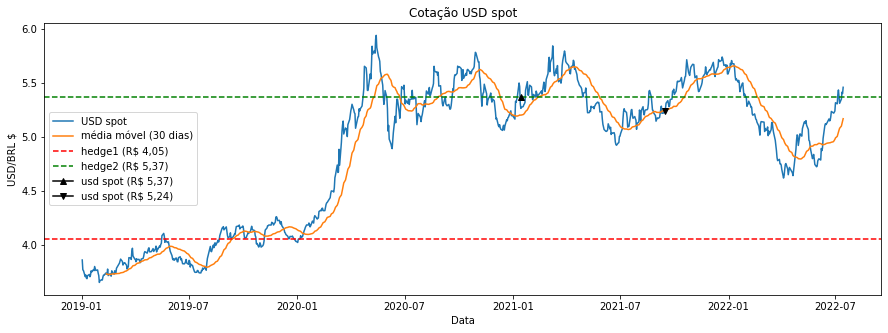 Cotação USD spot
6.0
5.5
5.0
4.5
4.0
USD/BRL $
USD spot
média móvel (30 dias)
hedge1 (R$ 4,05)
hedge2 (R$ 5,37)
usd spot (R$ 5,37)
usd spot (R$ 5,24)
2019-01 2019-07 2020-01 2020-07 2021-01 2021-07 2022-01 2022-07
Data